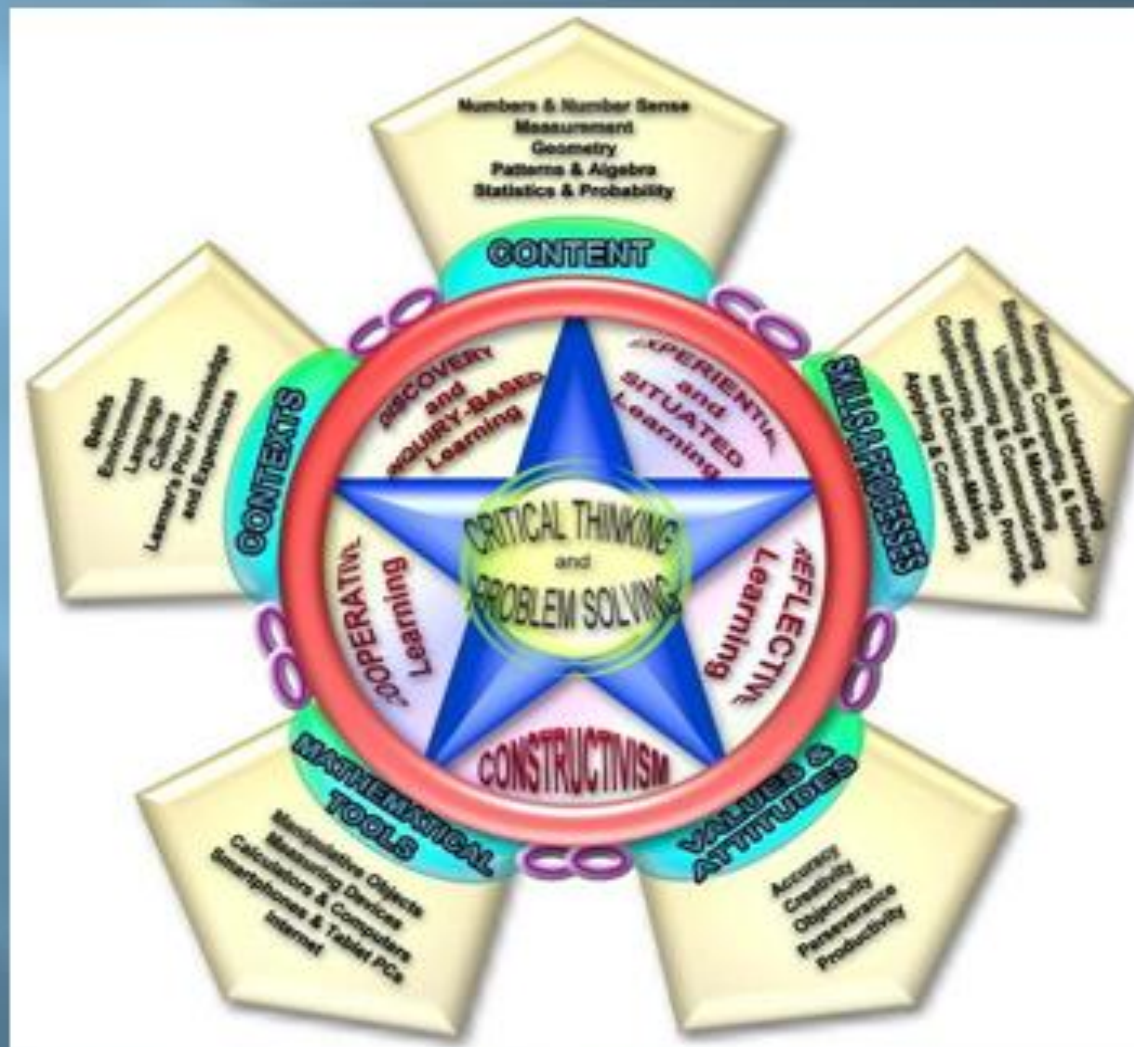 Numbers & Number Sense
Measurement
Geometry
Patterns & Algebra
Statistics & Probability
CONTENT
Knowing & Understanding
Estimating, Computing, & Solving
Visualizing & Modelling
Representing & Communicating
Conjecturing, Reasoning, Proving,
and Decision-Making
Applying & Connecting
SKILLS & PROCESSES
Accuracy
Creativity
Objectivity
Perseverance
Productivity
VALUES &
ATTITUDES
Manipulative Objects
Measuring Devices
Calculators & Computers
Smartphones & Tablet PCs
Internet
MATHEMATICAL
TOOLS
Beliefs
Environment
Language
Culture
Learner's Prior Knowledge
and Experiences
CONTEXTS
DISCOVERY
and
INQUIRY-BASED
Learning
EXPERIENTIAL
and
SITUATED
Learning
REFLECTIVE
Learning
CONSTRUCTIVISM
COOPERATIVE
Learning
CRITICAL THINKING
and
PROBLEM SOLVING